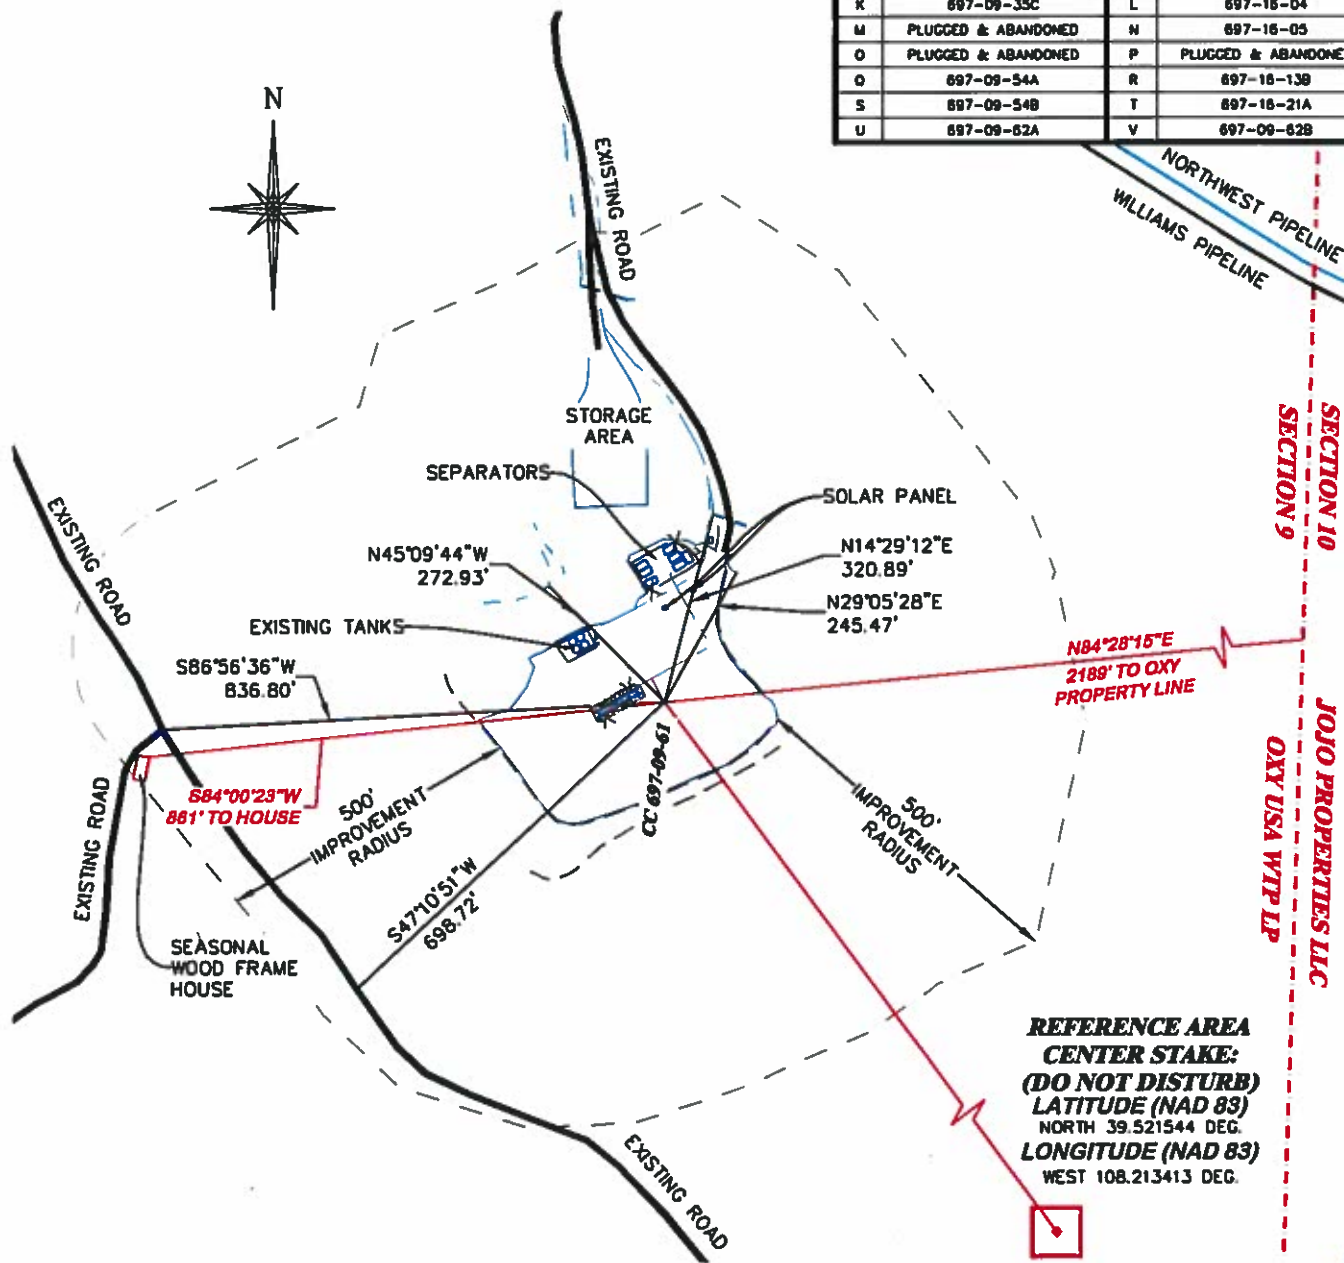 K 697-09-35C L 697-16-04
M PLUGGED & ABANDONED N 697-16-05
O PLUGGED & ABANDONED P PLUGGED & ABANDONE
Q 697-09-54A R 697-16-13B
S 697-09-54B T 697-16-21A
U 697-09-62A V 697-09-62B
N
EXISTING ROAD
NORTHWEST PIPELINE
WILLIAMS PIPELINE
STORAGE
AREA
SEPARATORS
SOLAR PANEL
SECTION 10
SECTION 9
N45°09'44"W
272.93'
N14°29'12"E
320.89'
N29°05'28"E
245.47'
EXISTING ROAD
EXISTING TANKS
S86°56'36"W
836.80'
N84°28'15"E
2189' TO OXY
PROPERTY LINE
CC 697-09-61
JOJO PROPERTIES LLC
OXY USA WTP LP
S84°00'23"W
861' TO HOUSE
500'
IMPROVEMENT
RADIUS
500'
IMPROVEMENT
RADIUS
EXISTING ROAD
S47°10'51"W
698.72'
SEASONAL
WOOD FRAME
HOUSE
REFERENCE AREA
CENTER STAKE:
(DO NOT DISTURB)
LATITUDE (NAD 83)
NORTH 39.521544 DEG.
LONGITUDE (NAD 83)
WEST 108.213413 DEG.
EXISTING ROAD